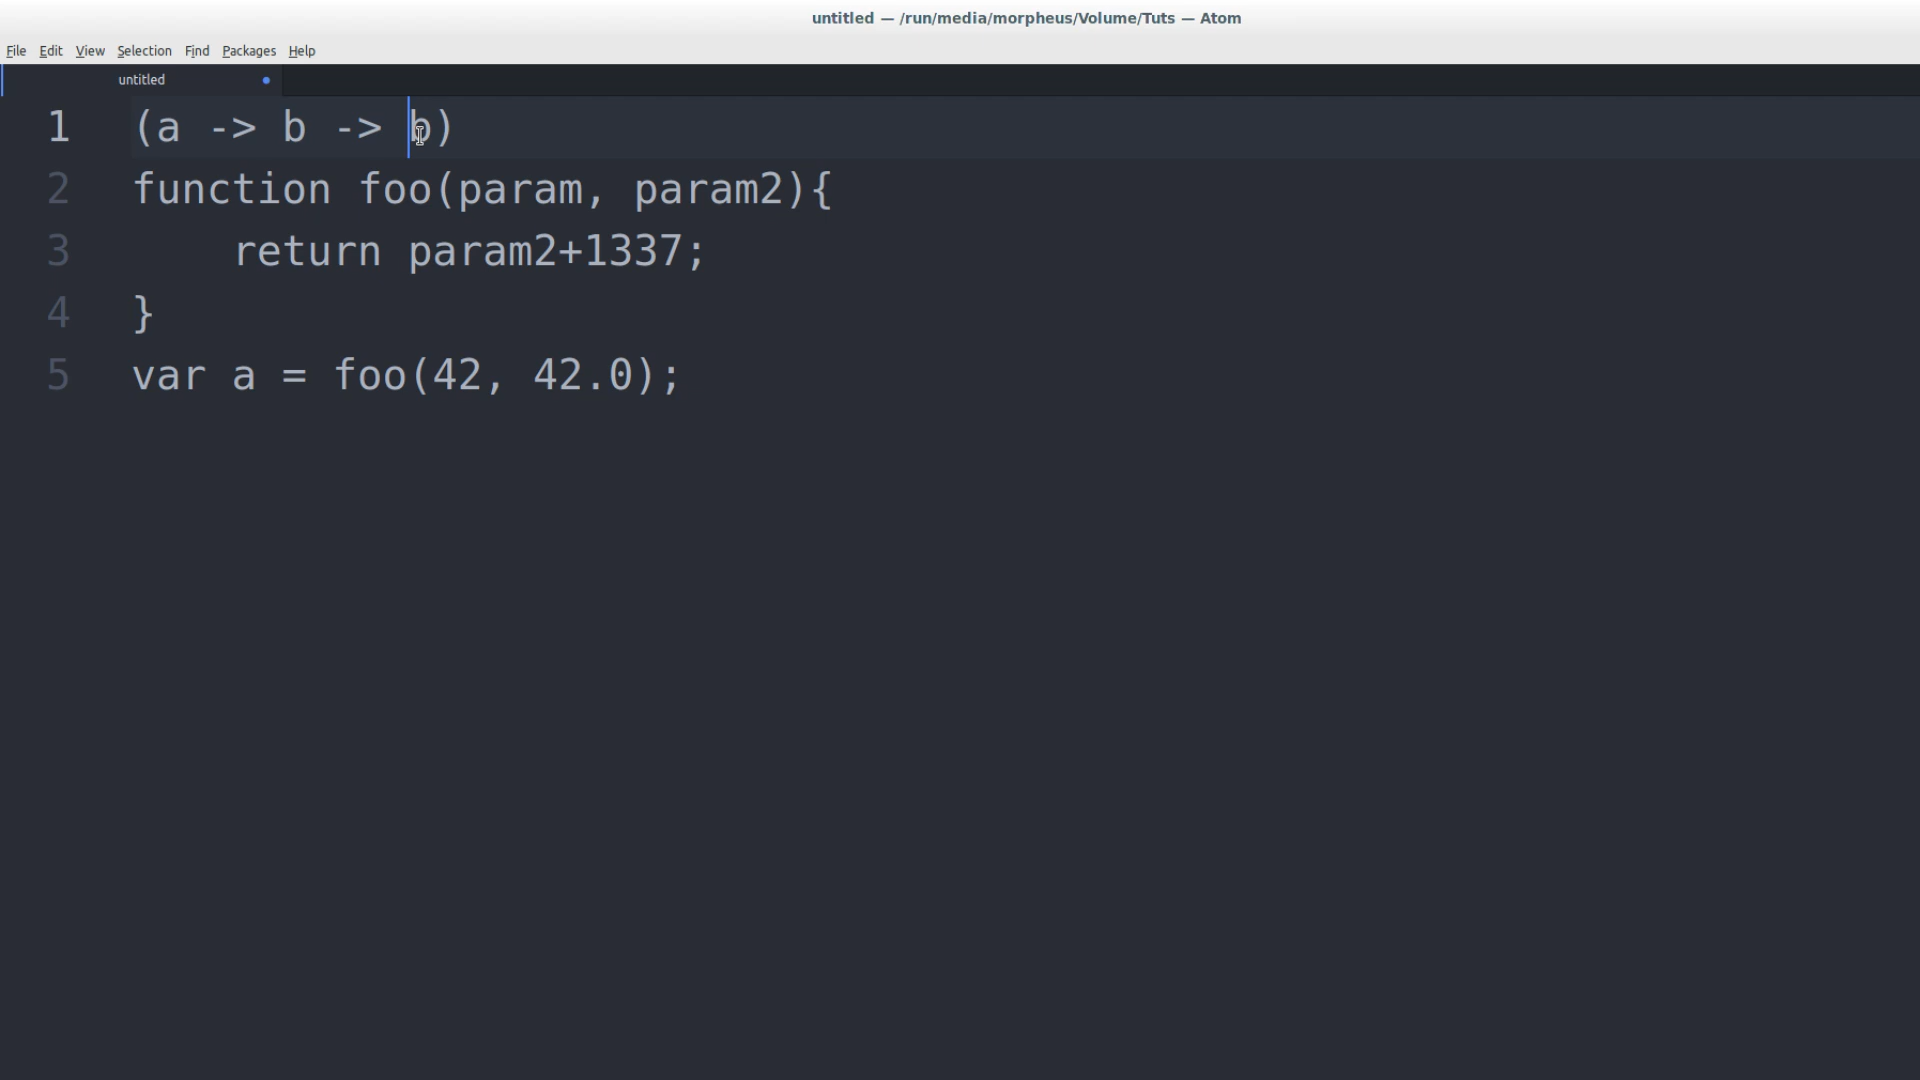 untitled — /run/media/morpheus/Volume/Tuts — Atom
File Edit View Selection Find Packages Help
untitled
1 (a -> b -> b)
2 function foo(param, param2){
3     return param2+1337;
4 }
5 var a = foo(42, 42.0);